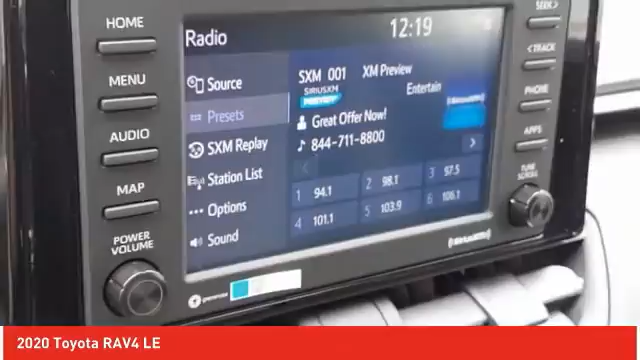 HOME
MENU
AUDIO
MAP
POWER
VOLUME
Radio
12:19
Source
Presets
SXM Replay
Station List
Options
Sound
SXM 001 XM Preview
SIRIUSXM
PREVIEW
Entertain
Great Offer Now!
844-711-8800
1 94.1
2 98.1
3 97.5
4 101.1
5 103.9
6 106.1
SEEK>
<TRACK
PHONE
APPS
TUNE
SCROLL
2020 Toyota RAV4 LE